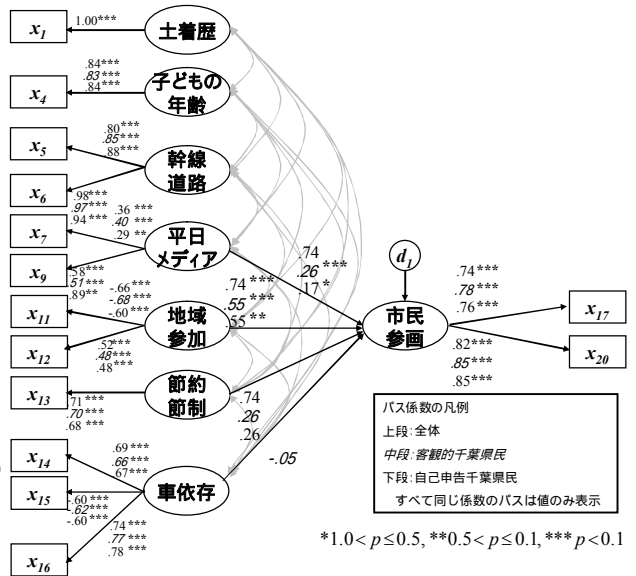 x1
1.00***
土着歴
x4
.84***
.83***
.84***
子どもの
年齢
x5
x6
.80***
.85***
.88***
幹線
道路
x7
x9
.98***
.97***
.94***
.36***
.40***
.29**
平日
メディア
x11
x12
.58***
.51***
.89**
-.66***
-.68***
-.60***
.52***
.48***
.48***
地域
参加
x13
.71***
.70***
.68***
節約
節制
x14
x15
x16
.69***
.66***
.67***
-.60***
-.62***
-.60***
.74***
.77***
.78***
車依存
.74
.26***
.17*
.74***
.55***
.55**
.74
.26
.26
-.05
d1
市民
参画
.74***
.78***
.76***
x17
.82***
.85***
.85***
x20
パス係数の凡例
上段:全体
中段:客観的千葉県民
下段:自己申告千葉県民
すべて同じ係数のパスは値のみ表示
*1.0< p≤0.5, **0.5< p≤0.1, *** p<0.1